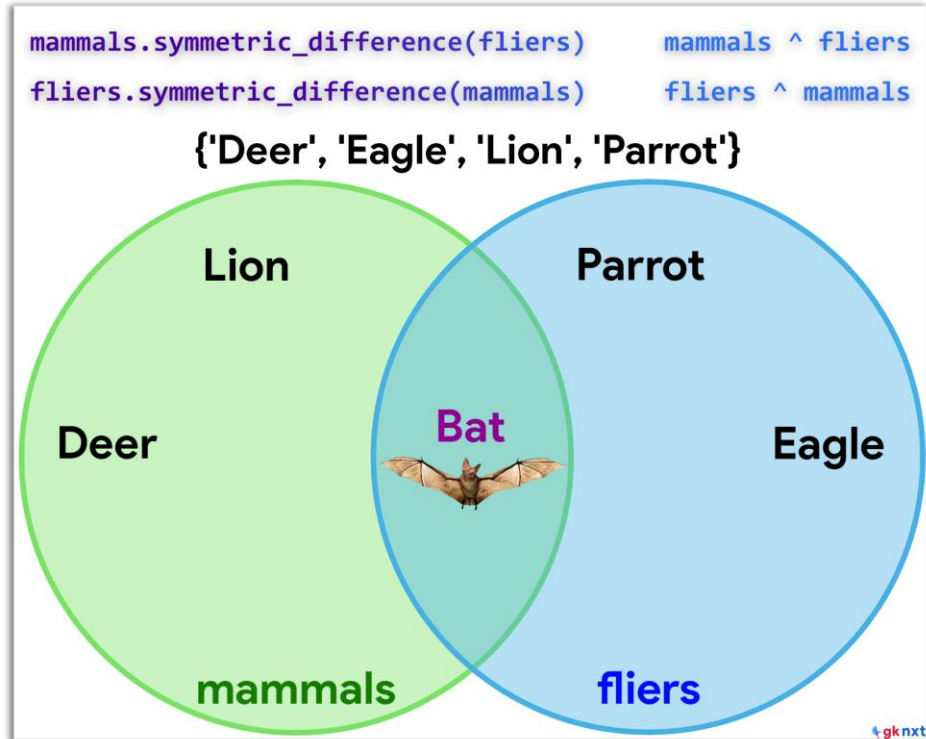 mammals.symmetric_difference(fliers) mammals ^ fliers
fliers.symmetric_difference(mammals) fliers ^ mammals
{'Deer', 'Eagle', 'Lion', 'Parrot'}
Lion Parrot
Deer Bat Eagle
mammals fliers
gknxt